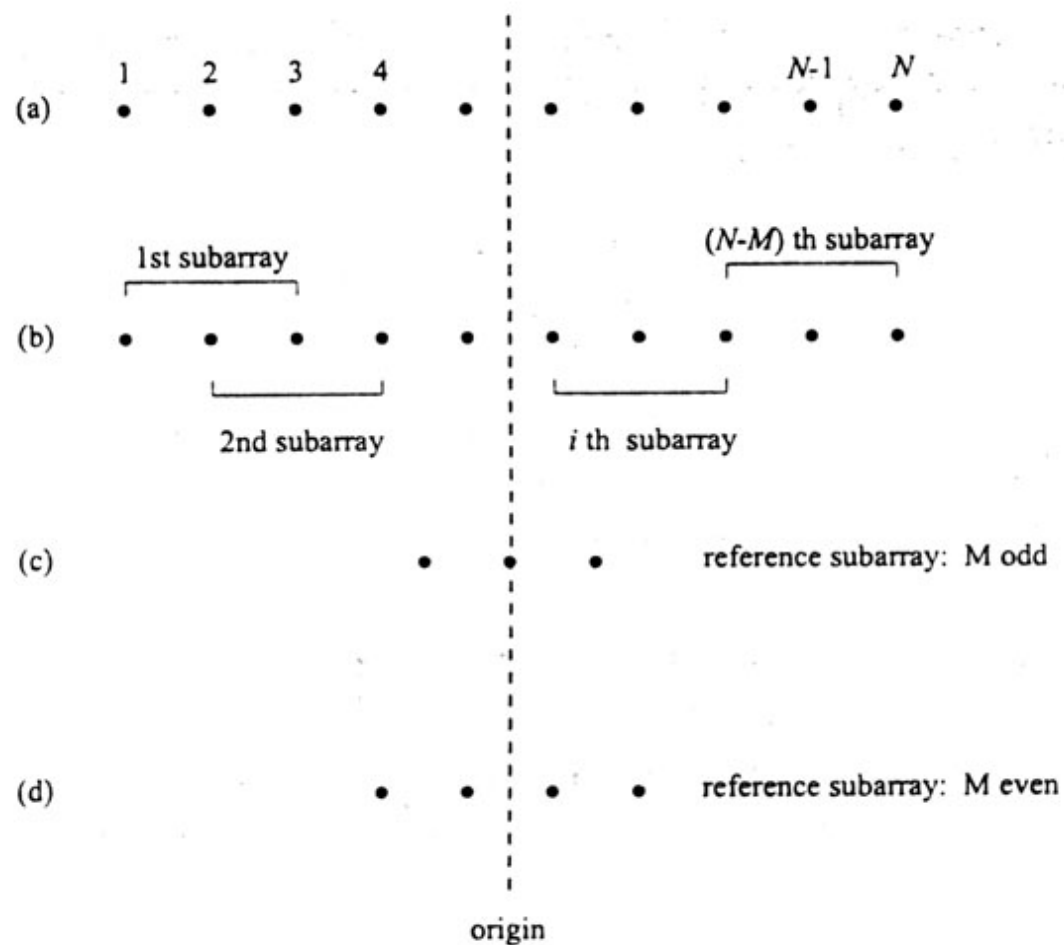 1 2 3 4 N-1 N
(a)
1st subarray (N-M) th subarray
(b)
2nd subarray i th subarray
(c) reference subarray: M odd
(d) reference subarray: M even
origin